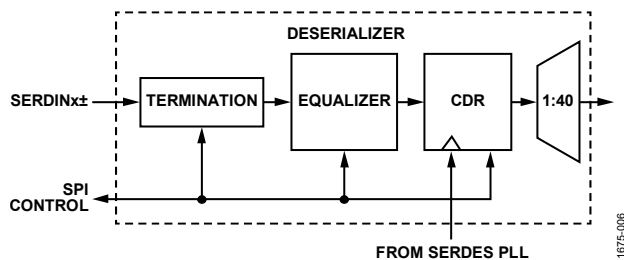 DESERIALIZER
SERDINx±
TERMINATION
EQUALIZER
CDR
1:40
SPI
CONTROL
FROM SERDES PLL
1675-006